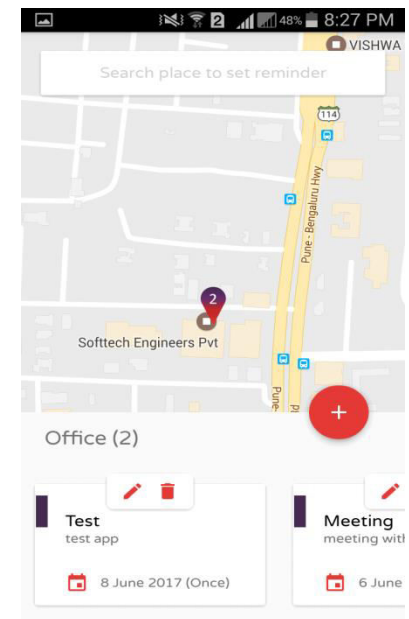 2 48% 8:27 PM
VISHWA
Search place to set reminder
114
Pune - Bengaluru Hwy
2
Softtech Engineers Pvt
Pune-
+
Office (2)
Test
test app
8 June 2017 (Once)
Meeting
meeting with
6 June